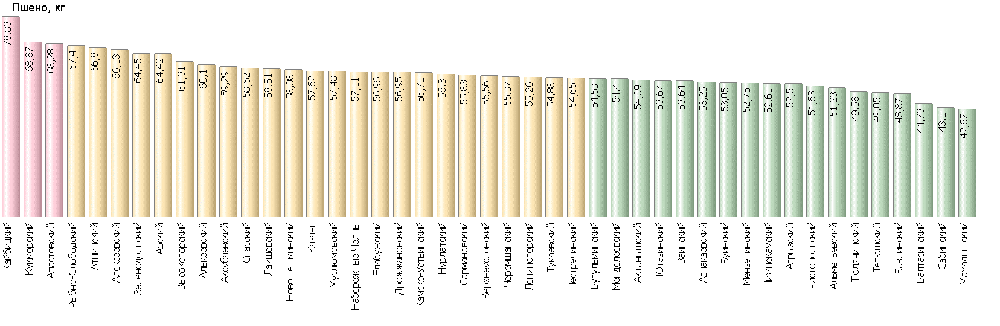 Пшено, кг
78,83
68,87
68,28
67,4
66,8
66,13
64,45
64,42
61,31
60,1
59,29
58,62
58,51
58,08
57,62
57,48
57,11
56,96
56,95
56,71
56,3
55,83
55,56
55,37
55,26
54,88
54,65
54,53
54,4
54,09
53,67
53,64
53,25
53,05
52,75
52,61
52,5
51,63
51,23
49,58
49,05
48,87
44,73
43,1
42,67
Кайбицкий
Кукморский
Апастовский
Рыбно-Слободский
Атнинский
Алексеевский
Зеленодольский
Арский
Высокогорский
Алькеевский
Аксубаевский
Спасский
Лаишевский
Новошешминский
Казань
Муслюмовский
Набережные Челны
Елабужский
Дрожжановский
Камско-Устьинский
Нурлатский
Сармановский
Верхнеуслонский
Черемшанский
Лениногорский
Тукаевский
Пестречинский
Бугульминский
Менделеевский
Актанышский
Ютазинский
Заинский
Азнакаевский
Буинский
Мензелинский
Нижнекамский
Агрызский
Чистопольский
Альметьевский
Тюлячинский
Тетюшский
Бавлинский
Балтасинский
Сабинский
Мамадышский